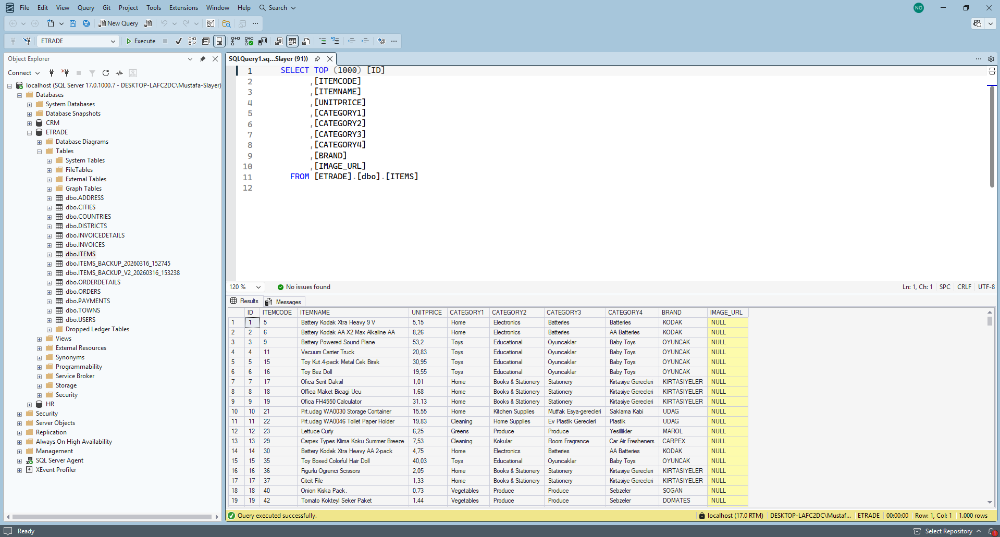 File Edit View Query Git Project Tools Extensions Window Help Search
NÖ
New Query
ETRADE Execute
Object Explorer
Connect
localhost (SQL Server 17.0.1000.7 - DESKTOP-LAFC2DC\Mustafa-Slayer)
Databases
System Databases
Database Snapshots
CRM
ETRADE
Database Diagrams
Tables
System Tables
FileTables
External Tables
Graph Tables
dbo.ADDRESS
dbo.CITIES
dbo.COUNTRIES
dbo.DISTRICTS
dbo.INVOICEDETAILS
dbo.INVOICES
dbo.ITEMS
dbo.ITEMS_BACKUP_20260316_152745
dbo.ITEMS_BACKUP_V2_20260316_153238
dbo.ORDERDETAILS
dbo.ORDERS
dbo.PAYMENTS
dbo.TOWNS
dbo.USERS
Dropped Ledger Tables
Views
External Resources
Synonyms
Programmability
Service Broker
Storage
Security
HR
Security
Server Objects
Replication
Always On High Availability
Management
SQL Server Agent
XEvent Profiler
SQLQuery1.sq...Slayer (91))
1 SELECT TOP (1000) [ID]
2 ,[ITEMCODE]
3 ,[ITEMNAME]
4 ,[UNITPRICE]
5 ,[CATEGORY1]
6 ,[CATEGORY2]
7 ,[CATEGORY3]
8 ,[CATEGORY4]
9 ,[BRAND]
10 ,[IMAGE_URL]
11 FROM [ETRADE].[dbo].[ITEMS]
12
120 % No issues found Ln: 1, Ch: 1 SPC CRLF UTF-8
Results Messages
ID ITEMCODE ITEMNAME UNITPRICE CATEGORY1 CATEGORY2 CATEGORY3 CATEGORY4 BRAND IMAGE_URL
1 1 5 Battery Kodak Xtra Heavy 9 V 5,15 Home Electronics Batteries Batteries KODAK NULL
2 2 6 Battery Kodak AA X2 Max Alkaline AA 8,26 Home Electronics Batteries AA Batteries KODAK NULL
3 3 9 Battery Powered Sound Plane 53,2 Toys Educational Oyuncaklar Baby Toys OYUNCAK NULL
4 4 11 Vacuum Carrier Truck 20,83 Toys Educational Oyuncaklar Baby Toys OYUNCAK NULL
5 5 15 Toy Kut.4-pack Metal Cek Birak 30,95 Toys Educational Oyuncaklar Baby Toys OYUNCAK NULL
6 6 16 Toy Bez Doll 19,55 Toys Educational Oyuncaklar Baby Toys OYUNCAK NULL
7 7 17 Ofica Serit Daksil 1,01 Home Books & Stationery Stationery Kirtasiye Gerecleri KIRTASIYELER NULL
8 8 18 Offica Maket Bicagi Ucu 1,68 Home Books & Stationery Stationery Kirtasiye Gerecleri KIRTASIYELER NULL
9 9 19 Ofica FH4550 Calculator 31,13 Home Books & Stationery Stationery Kirtasiye Gerecleri KIRTASIYELER NULL
10 10 21 Prt.udag WA0030 Storage Container 15,55 Home Kitchen Supplies Mutfak Esya-gerecleri Saklama Kabi UDAG NULL
11 11 22 Prt.udag WA0046 Toilet Paper Holder 19,83 Cleaning Home Supplies Ev Plastik Gerecleri Plastik UDAG NULL
12 12 23 Lettuce Curly 6,25 Greens Produce Produce Yesillikler MAROL NULL
13 13 29 Carpex Types Klima Koku Summer Breeze 7,53 Cleaning Kokular Room Fragrance Car Air Fresheners CARPEX NULL
14 14 30 Battery Kodak Xtra Heavy AA 2-pack 4,75 Home Electronics Batteries AA Batteries KODAK NULL
15 15 35 Toy Boxed Colorful Hair Doll 40,03 Toys Educational Oyuncaklar Baby Toys OYUNCAK NULL
16 16 36 Figurlu Ogrenci Scissors 2,05 Home Books & Stationery Stationery Kirtasiye Gerecleri KIRTASIYELER NULL
17 17 37 Citcit File 1,33 Home Books & Stationery Stationery Kirtasiye Gerecleri KIRTASIYELER NULL
18 18 40 Onion Kiska Pack. 0,73 Vegetables Produce Produce Sebzeler SOGAN NULL
19 19 42 Tomato Kokteyl Seker Paket 1,44 Vegetables Produce Produce Sebzeler DOMATES NULL
Query executed successfully. localhost (17.0 RTM) DESKTOP-LAFC2DC\Mustaf... ETRADE 00:00:00 Row: 1, Col: 1 1.000 rows
Ready Select Repository 1